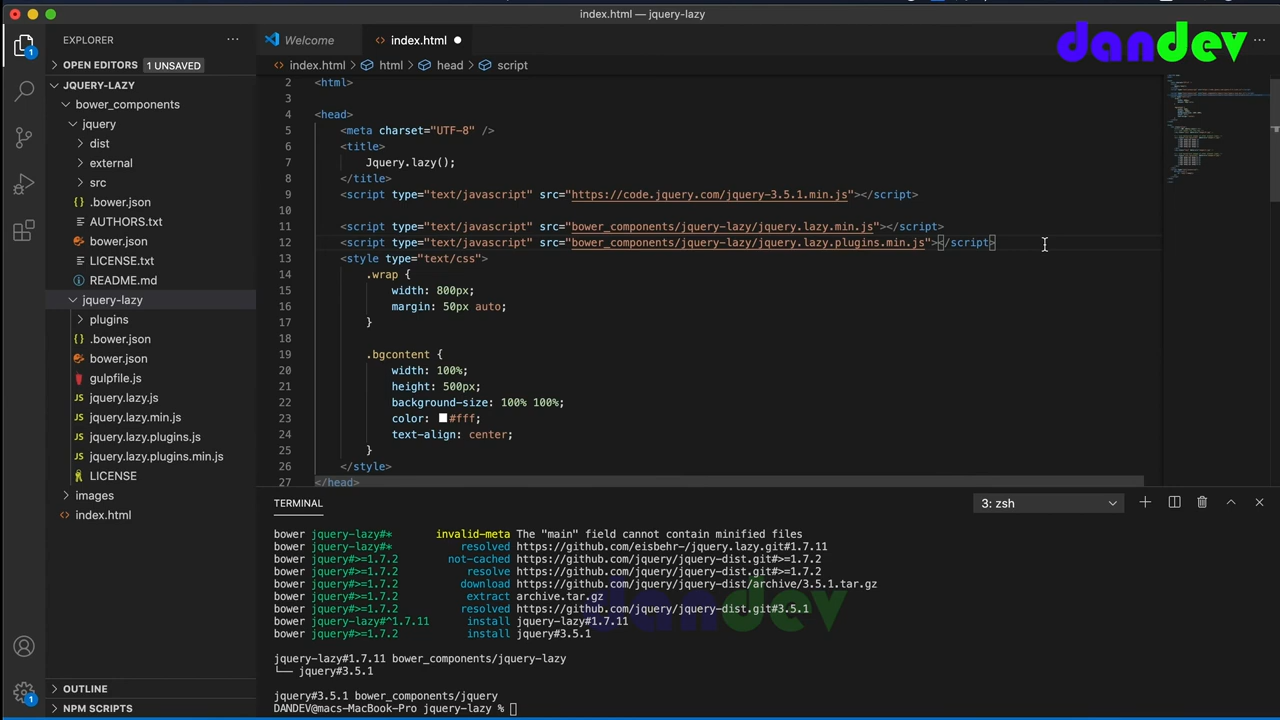 index.html — jquery-lazy
EXPLORER
OPEN EDITORS 1 UNSAVED
JQUERY-LAZY
bower_components
jquery
dist
external
src
.bower.json
AUTHORS.txt
bower.json
LICENSE.txt
README.md
jquery-lazy
plugins
.bower.json
bower.json
gulpfile.js
JS jquery.lazy.js
JS jquery.lazy.min.js
JS jquery.lazy.plugins.js
JS jquery.lazy.plugins.min.js
LICENSE
images
index.html
OUTLINE
NPM SCRIPTS
1
1
Welcome
index.html
dandev
index.html > html > head > script
2 <html>
3
4 <head>
5 <meta charset="UTF-8" />
6 <title>
7 Jquery.lazy();
8 </title>
9 <script type="text/javascript" src="https://code.jquery.com/jquery-3.5.1.min.js"></script>
10
11 <script type="text/javascript" src="bower_components/jquery-lazy/jquery.lazy.min.js"></script>
12 <script type="text/javascript" src="bower_components/jquery-lazy/jquery.lazy.plugins.min.js"></script>
13 <style type="text/css">
14 .wrap {
15 width: 800px;
16 margin: 50px auto;
17 }
18
19 .bgcontent {
20 width: 100%;
21 height: 500px;
22 background-size: 100% 100%;
23 color: #fff;
24 text-align: center;
25 }
26 </style>
27 </head>
TERMINAL
3: zsh
bower jquery-lazy#* invalid-meta The "main" field cannot contain minified files
bower jquery-lazy#* resolved https://github.com/eisbehr-/jquery.lazy.git#1.7.11
bower jquery#>=1.7.2 not-cached https://github.com/jquery/jquery-dist.git#>=1.7.2
bower jquery#>=1.7.2 resolve https://github.com/jquery/jquery-dist.git#>=1.7.2
bower jquery#>=1.7.2 download https://github.com/jquery/jquery-dist/archive/3.5.1.tar.gz
bower jquery#>=1.7.2 extract archive.tar.gz
bower jquery#>=1.7.2 resolved https://github.com/jquery/jquery-dist.git#3.5.1
bower jquery-lazy#^1.7.11 install jquery-lazy#1.7.11
bower jquery#>=1.7.2 install jquery#3.5.1
dandev
jquery-lazy#1.7.11 bower_components/jquery-lazy
└── jquery#3.5.1
jquery#3.5.1 bower_components/jquery
DANDEV@macs-MacBook-Pro jquery-lazy %